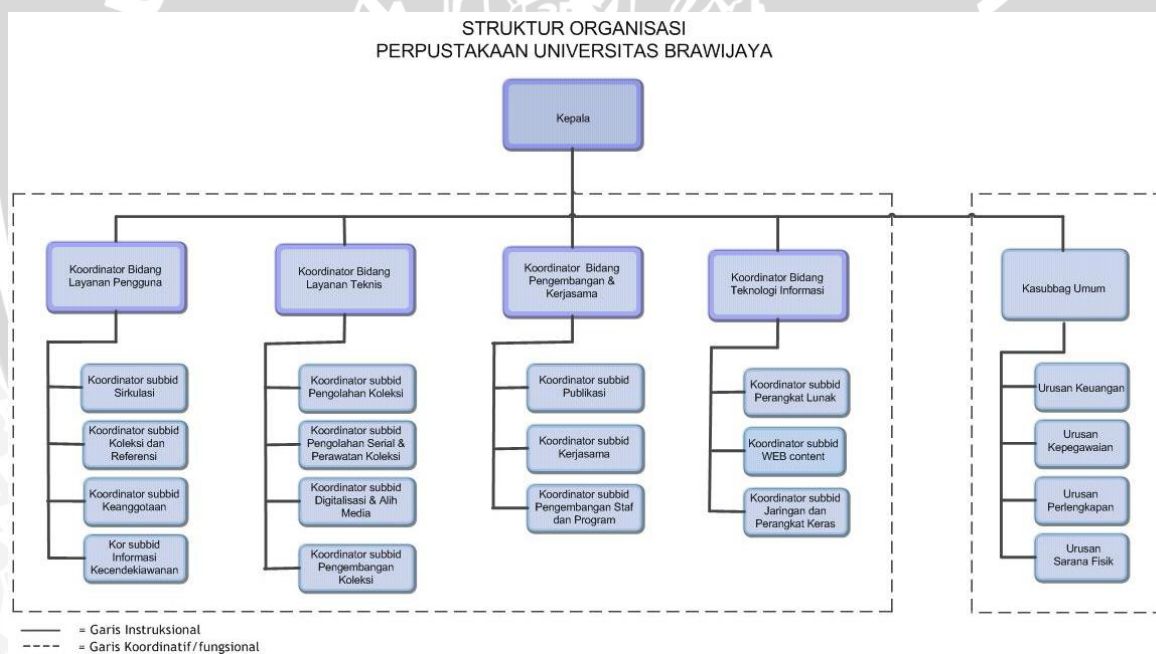 STRUKTUR ORGANISASI
PERPUSTAKAAN UNIVERSITAS BRAWIJAYA
Kepala
Koordinator Bidang
Layanan Pengguna
Koordinator Bidang
Layanan Teknis
Koordinator Bidang
Pengembangan &
Kerjasama
Koordinator Bidang
Teknologi Informasi
Kasubbag Umum
Koordinator subbid
Sirkulasi
Koordinator subbid
Koleksi dan
Referensi
Koordinator subbid
Keanggotaan
Kor subbid
Informasi
Kecendekiawanan
Koordinator subbid
Pengolahan Koleksi
Koordinator subbid
Pengolahan Serial &
Perawatan Koleksi
Koordinator subbid
Digitalisasi & Alih
Media
Koordinator subbid
Pengembangan
Koleksi
Koordinator subbid
Publikasi
Koordinator subbid
Kerjasama
Koordinator subbid
Pengembangan Staf
dan Program
Koordinator subbid
Perangkat Lunak
Koordinator subbid
WEB content
Koordinator subbid
Jaringan dan
Perangkat Keras
Urusan Keuangan
Urusan
Kepegawaian
Urusan
Perlengkapan
Urusan
Sarana Fisik
= Garis Instruksional
= Garis Koordinatif/fungsional